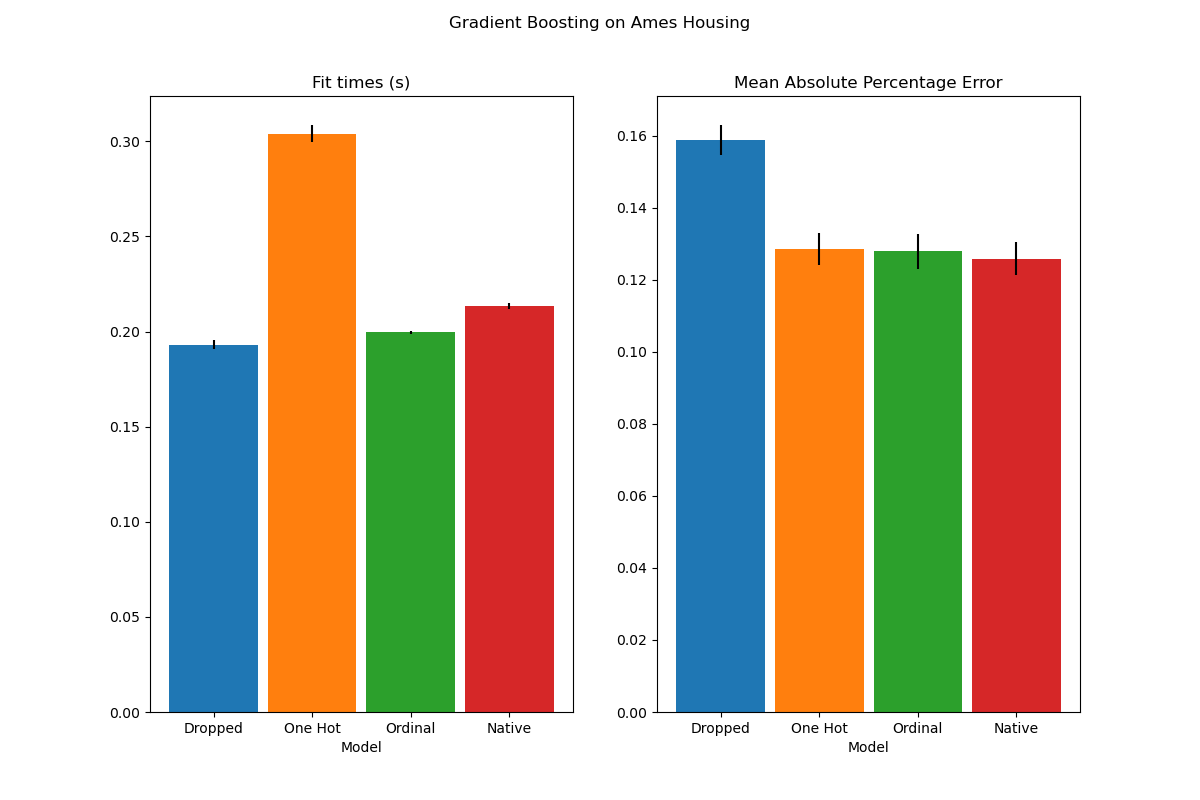 Gradient Boosting on Ames Housing
Fit times (s)
0.30
0.25
0.20
0.15
0.10
0.05
0.00
Dropped One Hot Ordinal Native
Model
Mean Absolute Percentage Error
0.16
0.14
0.12
0.10
0.08
0.06
0.04
0.02
0.00
Dropped One Hot Ordinal Native
Model